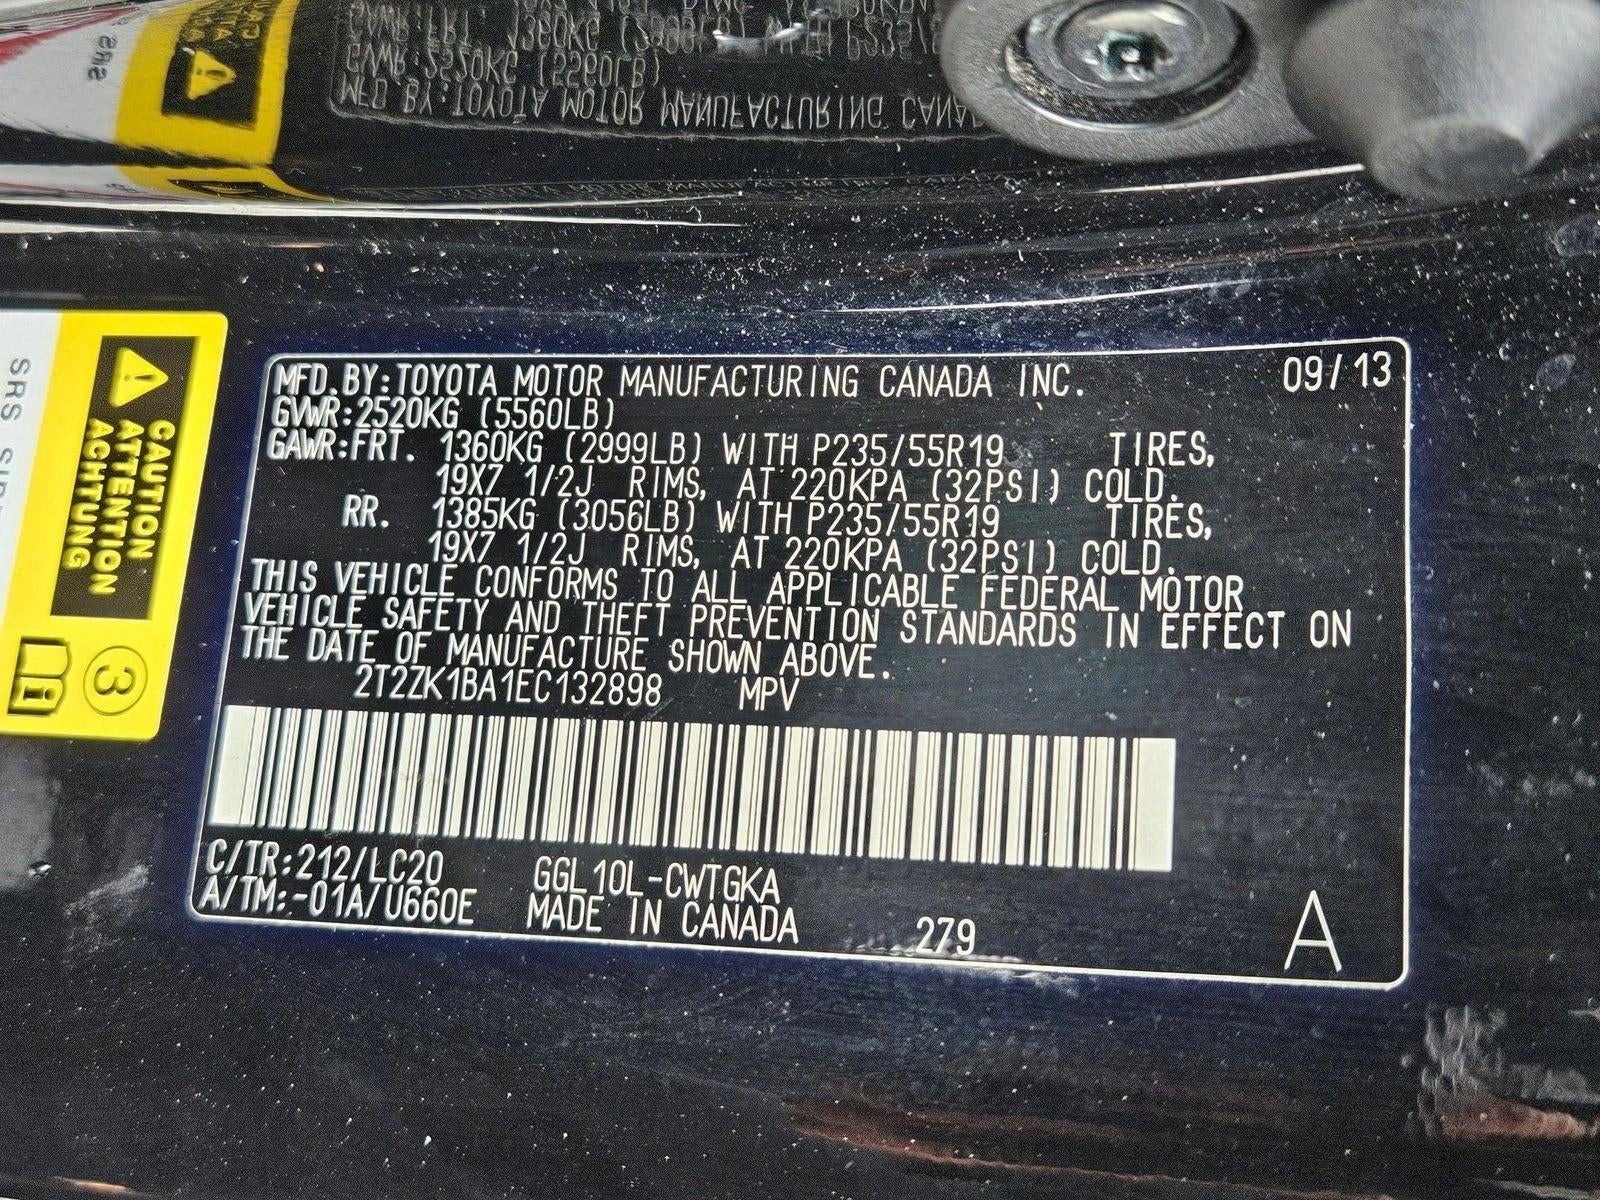 MFD.BY:TOYOTA MOTOR MANUFACTURING CANADA INC. 09/13
GVWR:2520KG (5560LB)
GAWR:FRT. 1360KG (2999LB) WITH P235/55R19 TIRES,
19X7 1/2J RIMS, AT 220KPA (32PSI) COLD.
RR. 1385KG (3056LB) WITH P235/55R19 TIRES,
19X7 1/2J RIMS, AT 220KPA (32PSI) COLD.
THIS VEHICLE CONFORMS TO ALL APPLICABLE FEDERAL MOTOR
VEHICLE SAFETY AND THEFT PREVENTION STANDARDS IN EFFECT ON
THE DATE OF MANUFACTURE SHOWN ABOVE.
2T2ZK1BA1EC132898 MPV
C/TR:212/LC20 GGL10L-CWTGKA
A/TM:-01A/U660E MADE IN CANADA 279 A
CAUTION
ATTENTION
ACHTUNG
3
SRS
MFD BY:TOYOTA MOTOR MANUFACTURING CANA
GVWR:2520KG (5560LB)
SRS